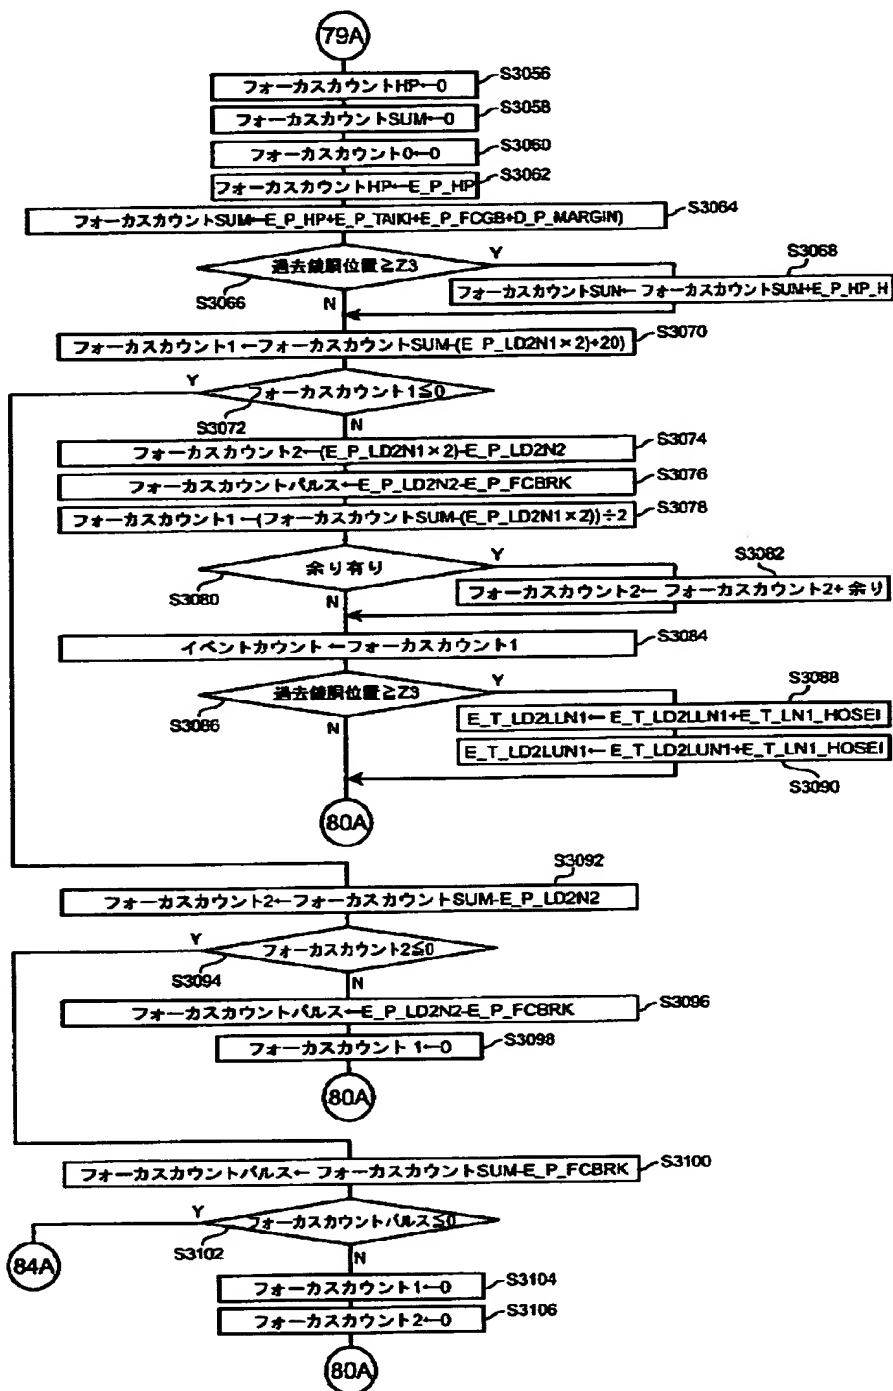 79A
フォーカスカウントHP←0 S3056
フォーカスカウントSUM←0 S3058
フォーカスカウント0←0 S3060
フォーカスカウントHP←E_P_HP S3062
フォーカスカウントSUM←E_P_HP+E_P_TAIKI+E_P_FCGB+D_P_MARGIN) S3064
過去鏡胴位置≧Z3 Y S3068
S3066 N フォーカスカウントSUN← フォーカスカウントSUM+E_P_HP_H
フォーカスカウント1←フォーカスカウントSUM-(E_P_LD2N1×2)+20) S3070
Y フォーカスカウント1≦0
S3072 N
フォーカスカウント2←(E_P_LD2N1×2)-E_P_LD2N2 S3074
フォーカスカウントパルス←E_P_LD2N2-E_P_FCBRK S3076
フォーカスカウント1←(フォーカスカウントSUM-(E_P_LD2N1×2))÷2 S3078
余り有り Y S3082
S3080 N フォーカスカウント2← フォーカスカウント2+ 余り
イベントカウント←フォーカスカウント1 S3084
過去鏡胴位置≧Z3 Y S3088
S3086 N E_T_LD2LLN1← E_T_LD2LLN1+E_T_LN1_HOSEI
E_T_LD2LUN1← E_T_LD2LUN1+E_T_LN1_HOSEI
S3090
80A
S3092
フォーカスカウント2←フォーカスカウントSUM-E_P_LD2N2
Y フォーカスカウント2≦0
S3094 N
フォーカスカウントパルス←E_P_LD2N2-E_P_FCBRK S3096
フォーカスカウント 1←0 S3098
80A
フォーカスカウントパルス← フォーカスカウントSUM-E_P_FCBRK S3100
Y フォーカスカウントパルス≦0
84A S3102 N
フォーカスカウント1←0 S3104
フォーカスカウント2←0 S3106
80A